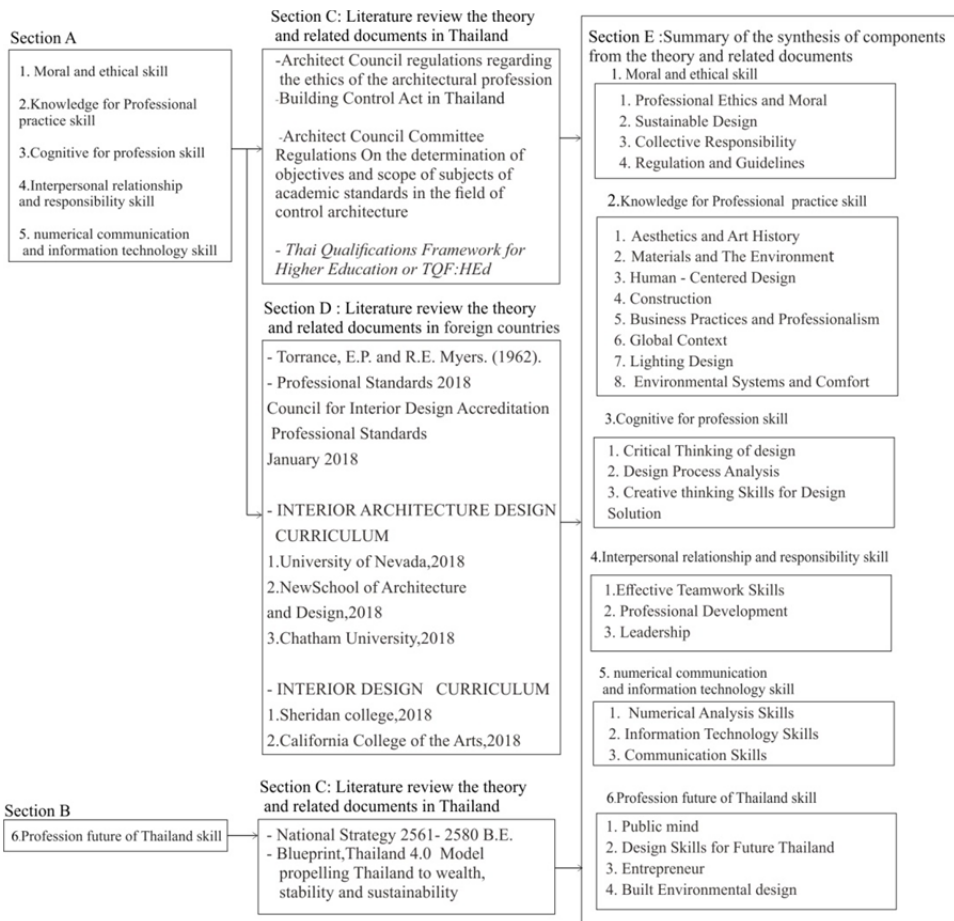 Section A
1. Moral and ethical skill
2.Knowledge for Professional
practice skill
3.Cognitive for profession skill
4.Interpersonal relationship
and responsibility skill
5. numerical communication
and information technology skill
Section C: Literature review the theory
and related documents in Thailand
-Architect Council regulations regarding
the ethics of the architectural profession
-Building Control Act in Thailand
-Architect Council Committee
Regulations On the determination of
objectives and scope of subjects of
academic standards in the field of
control architecture
- Thai Qualifications Framework for
Higher Education or TQF:HEd
Section D : Literature review the theory
and related documents in foreign countries
- Torrance, E.P. and R.E. Myers. (1962).
- Professional Standards 2018
Council for Interior Design Accreditation
Professional Standards
January 2018
- INTERIOR ARCHITECTURE DESIGN
CURRICULUM
1.University of Nevada,2018
2.NewSchool of Architecture
and Design,2018
3.Chatham University,2018
- INTERIOR DESIGN CURRICULUM
1.Sheridan college,2018
2.California College of the Arts,2018
Section B
6.Profession future of Thailand skill
Section C: Literature review the theory
and related documents in Thailand
- National Strategy 2561- 2580 B.E.
- Blueprint,Thailand 4.0 Model
propelling Thailand to wealth,
stability and sustainability
Section E :Summary of the synthesis of components
from the theory and related documents
1. Moral and ethical skill
1. Professional Ethics and Moral
2. Sustainable Design
3. Collective Responsibility
4. Regulation and Guidelines
2.Knowledge for Professional practice skill
1. Aesthetics and Art History
2. Materials and The Environment
3. Human - Centered Design
4. Construction
5. Business Practices and Professionalism
6. Global Context
7. Lighting Design
8. Environmental Systems and Comfort
3.Cognitive for profession skill
1. Critical Thinking of design
2. Design Process Analysis
3. Creative thinking Skills for Design
Solution
4.Interpersonal relationship and responsibility skill
1.Effective Teamwork Skills
2. Professional Development
3. Leadership
5. numerical communication
and information technology skill
1. Numerical Analysis Skills
2. Information Technology Skills
3. Communication Skills
6.Profession future of Thailand skill
1. Public mind
2. Design Skills for Future Thailand
3. Entrepreneur
4. Built Environmental design